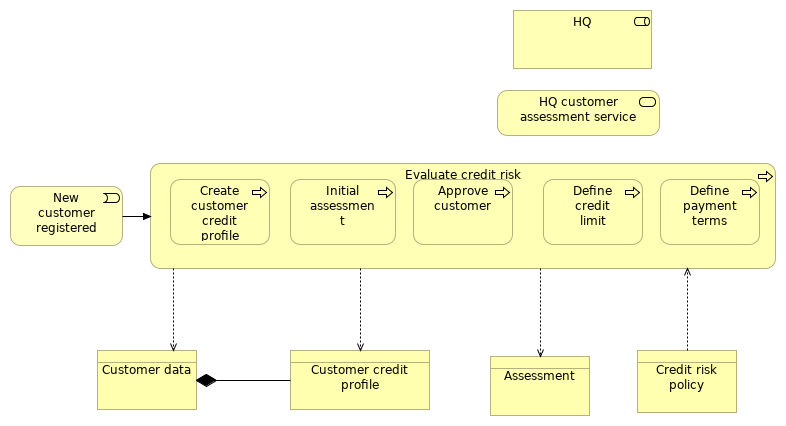 HQ
HQ customer
assessment service
Evaluate credit risk
New
customer
registered
Create
customer
credit
profile
Initial
assessmen
t
Approve
customer
Define
credit
limit
Define
payment
terms
Customer data
Customer credit
profile
Assessment
Credit risk
policy